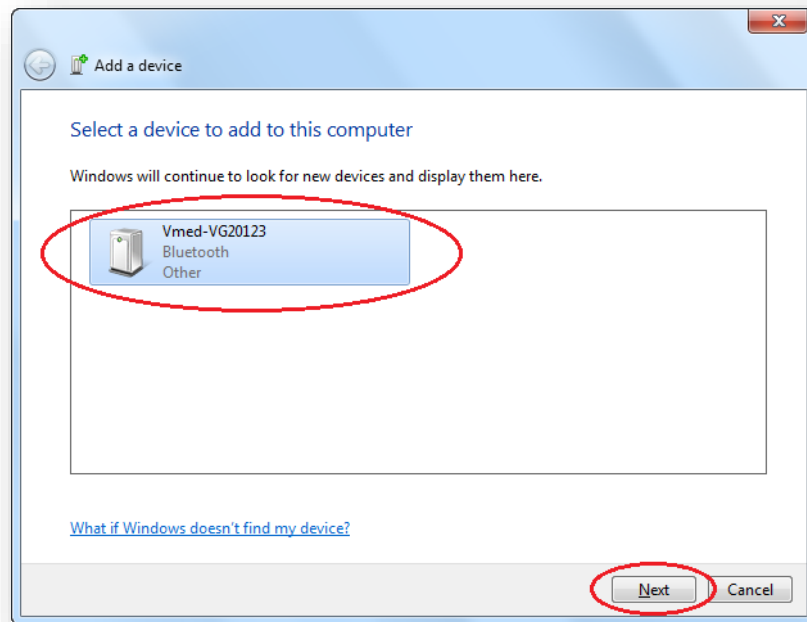 Add a device
Select a device to add to this computer
Windows will continue to look for new devices and display them here.
Vmed-VG20123
Bluetooth
Other
What if Windows doesn't find my device?
Next
Cancel